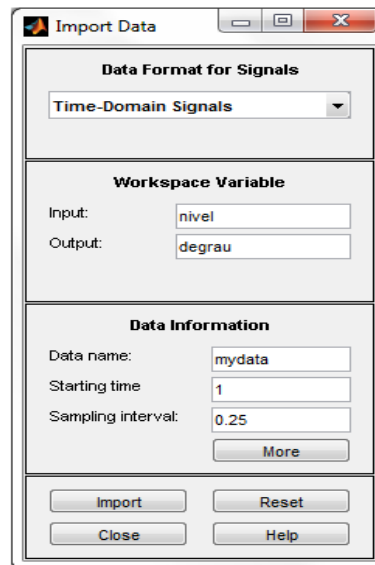 Import Data
Data Format for Signals
Time-Domain Signals
Workspace Variable
Input: nivel
Output: degrau
Data Information
Data name: mydata
Starting time 1
Sampling interval: 0.25
More
Import Reset
Close Help